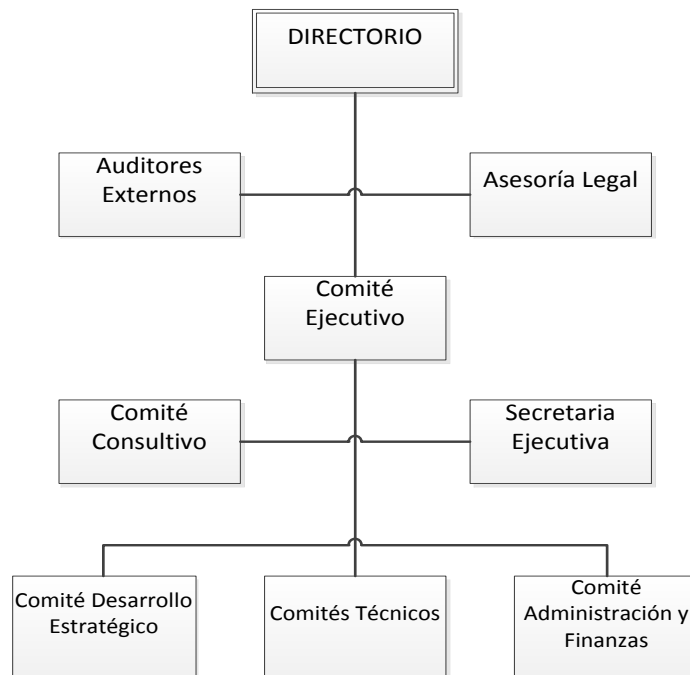 DIRECTORIO
Auditores
Externos
Asesoría Legal
Comité
Ejecutivo
Comité
Consultivo
Secretaria
Ejecutiva
Comité Desarrollo
Estratégico
Comités Técnicos
Comité
Administración y
Finanzas